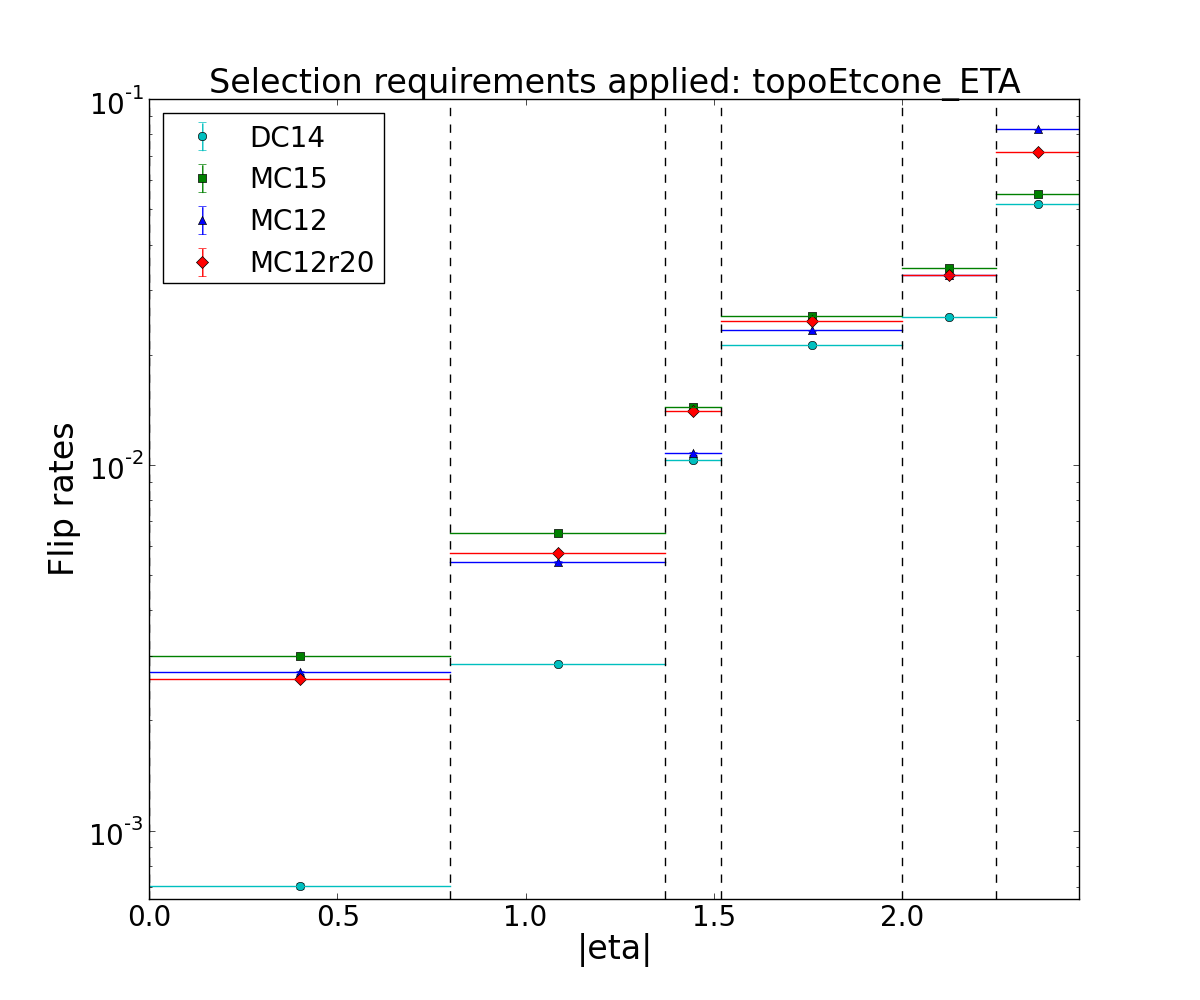 Selection requirements applied: topoEtcone_ETA
10^-1
DC14
MC15
MC12
MC12r20
10^-2
Flip rates
10^-3
0.0 0.5 1.0 1.5 2.0
|eta|